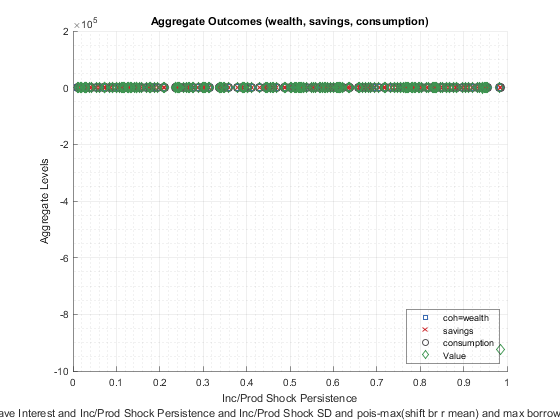 Aggregate Outcomes (wealth, savings, consumption)
×10^5
2
0
-2
-4
-6
-8
-10
Aggregate Levels
coh=wealth
savings
consumption
Value
0 0.1 0.2 0.3 0.4 0.5 0.6 0.7 0.8 0.9 1
Inc/Prod Shock Persistence
Interest and Inc/Prod Shock Persistence and Inc/Prod Shock SD and pois-max(shift br r mean) and max